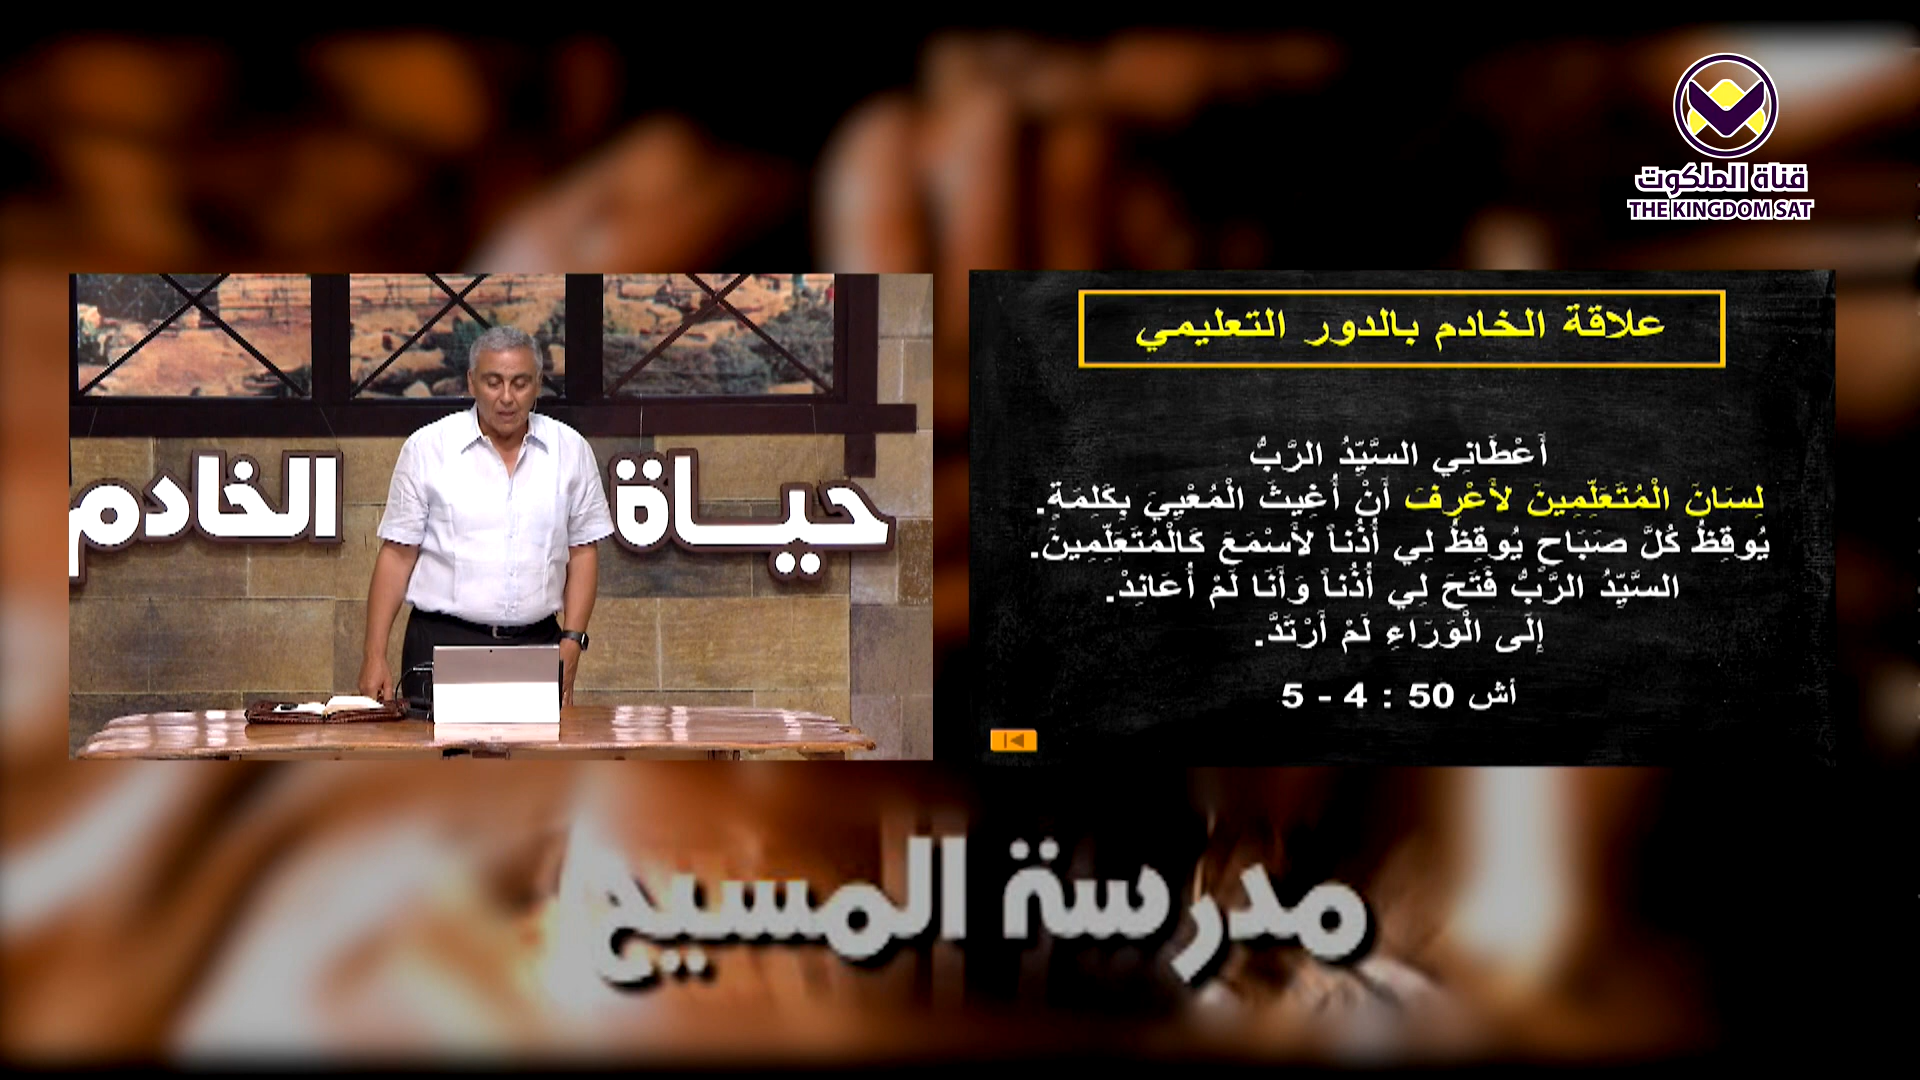 قناة الملكوت
THE KINGDOM SAT
علاقة الخادم بالدور التعليمي
أَعْطَانِي السَّيِّدُ الرَّبُّ
لِسَانَ الْمُتَعَلِّمِينَ لأَعْرِفَ أَنْ أُغِيثَ الْمُعْيِيَ بِكَلِمَةٍ.
يُوقِظُ كُلَّ صَبَاحٍ يُوقِظُ لِي أُذُناً لأَسْمَعَ كَالْمُتَعَلِّمِينَ.
السَّيِّدُ الرَّبُّ فَتَحَ لِي أُذُناً وَأَنَا لَمْ أُعَانِدْ.
إِلَى الْوَرَاءِ لَمْ أَرْتَدَّ.
أش 50 : 4 - 5
حياة الخادم
مدرسة المسيح